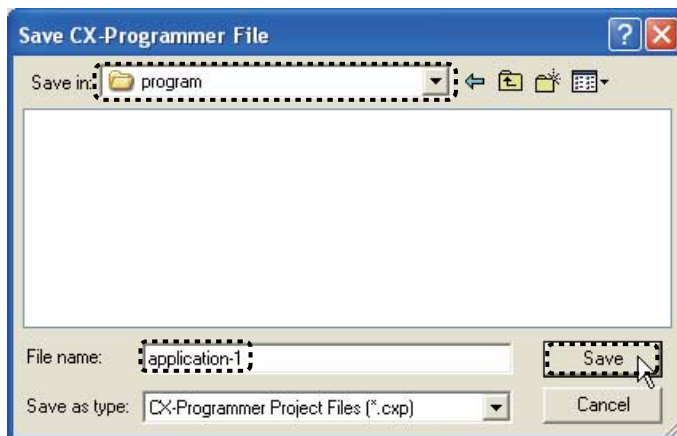 Save CX-Programmer File
Save in: program
File name: application-1 Save
Save as type: CX-Programmer Project Files (*.cxp) Cancel